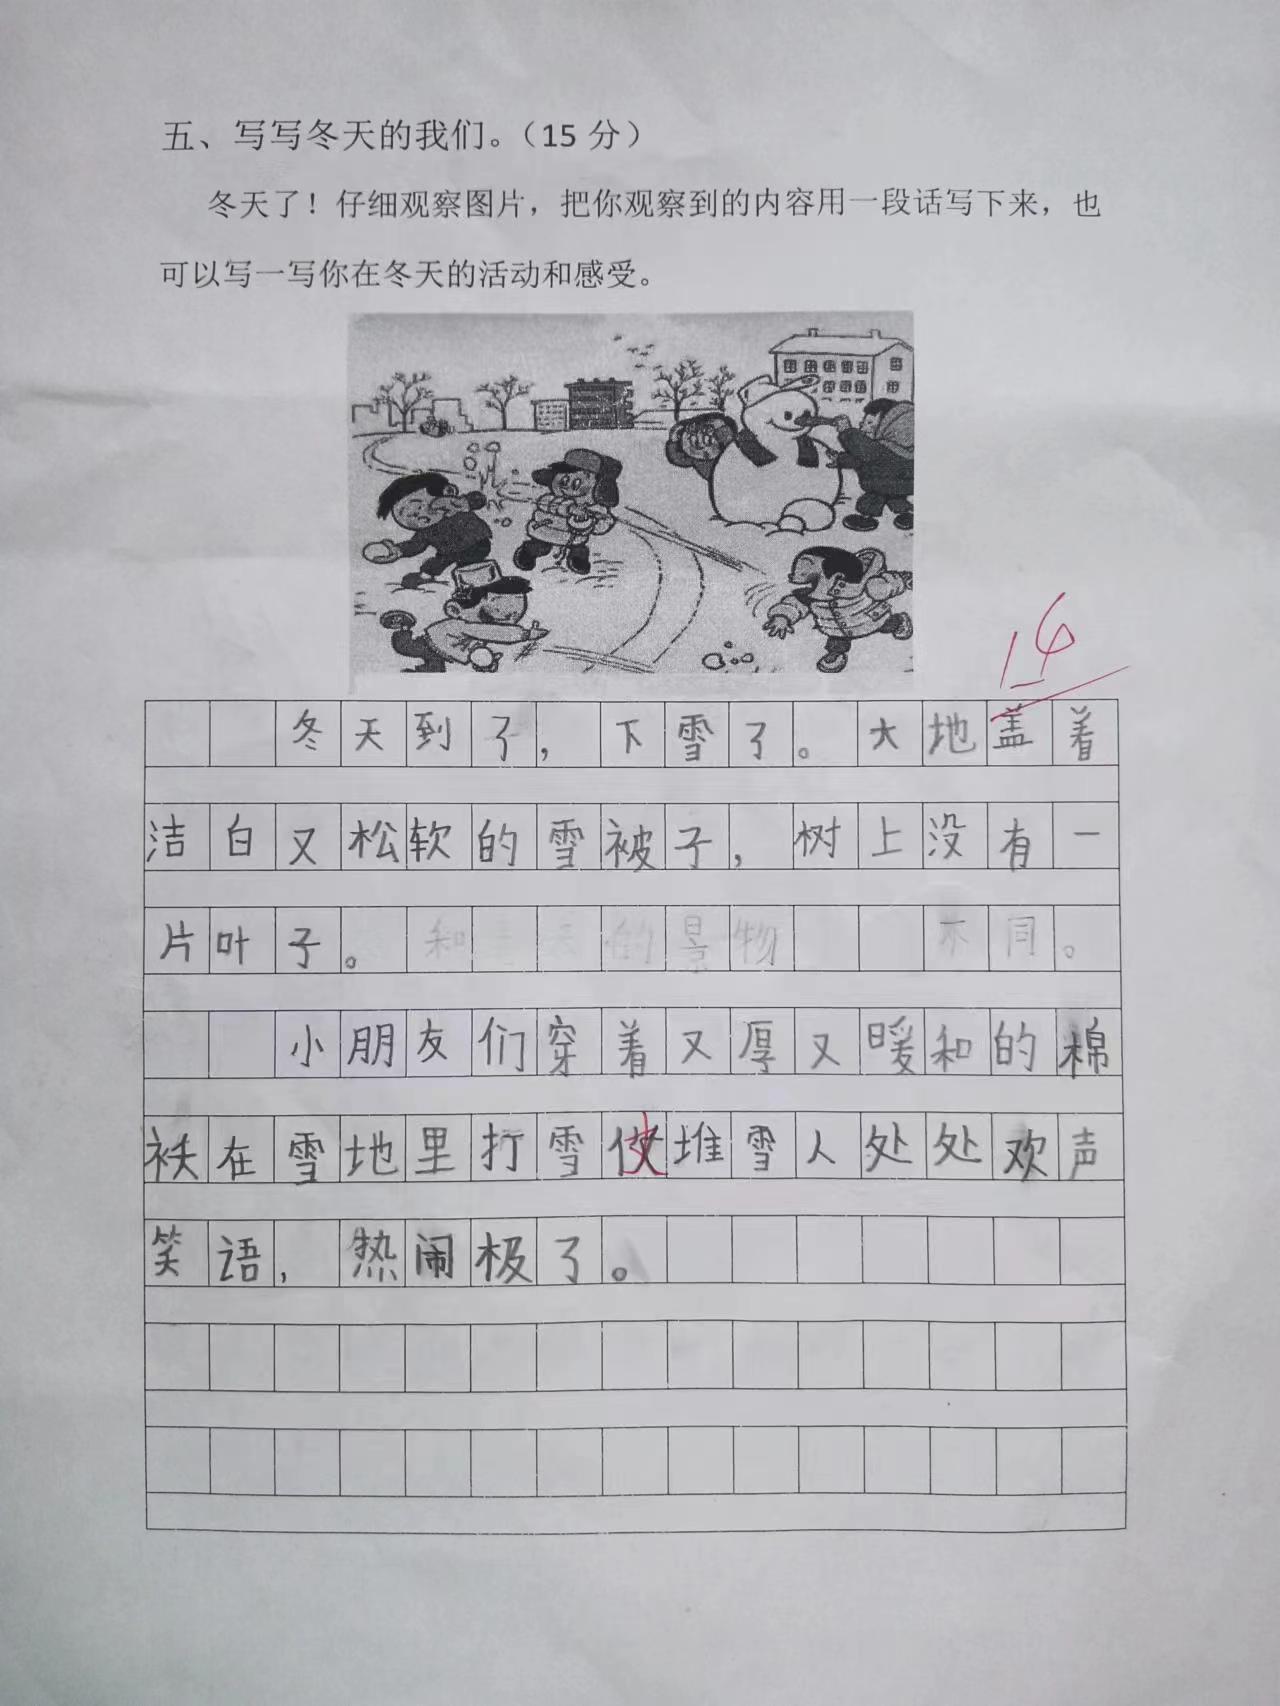 五、写写冬天的我们。（15 分）
冬天了！仔细观察图片，把你观察到的内容用一段话写下来，也
可以写一写你在冬天的活动和感受。
14
冬天到了，下雪了。大地盖着
洁白又松软的雪被子，树上没有一
片叶子。和 的景物 不同。
小朋友们穿着又厚又暖和的棉
袄在雪地里打雪仗堆雪人处处欢声
笑语，热闹极了。